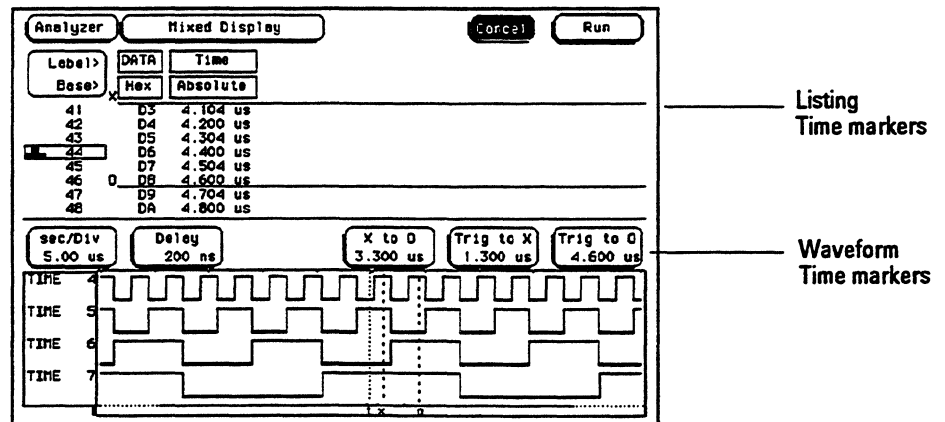 Analyzer Mixed Display Cancel Run
Label> DATA Time
Base> Hex Absolute
X
41 D3 4.104 us
42 D4 4.200 us
43 D5 4.304 us
44 D6 4.400 us
45 D7 4.504 us
46 O D8 4.600 us
47 D9 4.704 us
48 DA 4.800 us
Listing
Time markers
sec/Div Delay X to O Trig to X Trig to O
5.00 us 200 ns 3.300 us 1.300 us 4.600 us
Waveform
Time markers
TIME 4
TIME 5
TIME 6
TIME 7
t x o